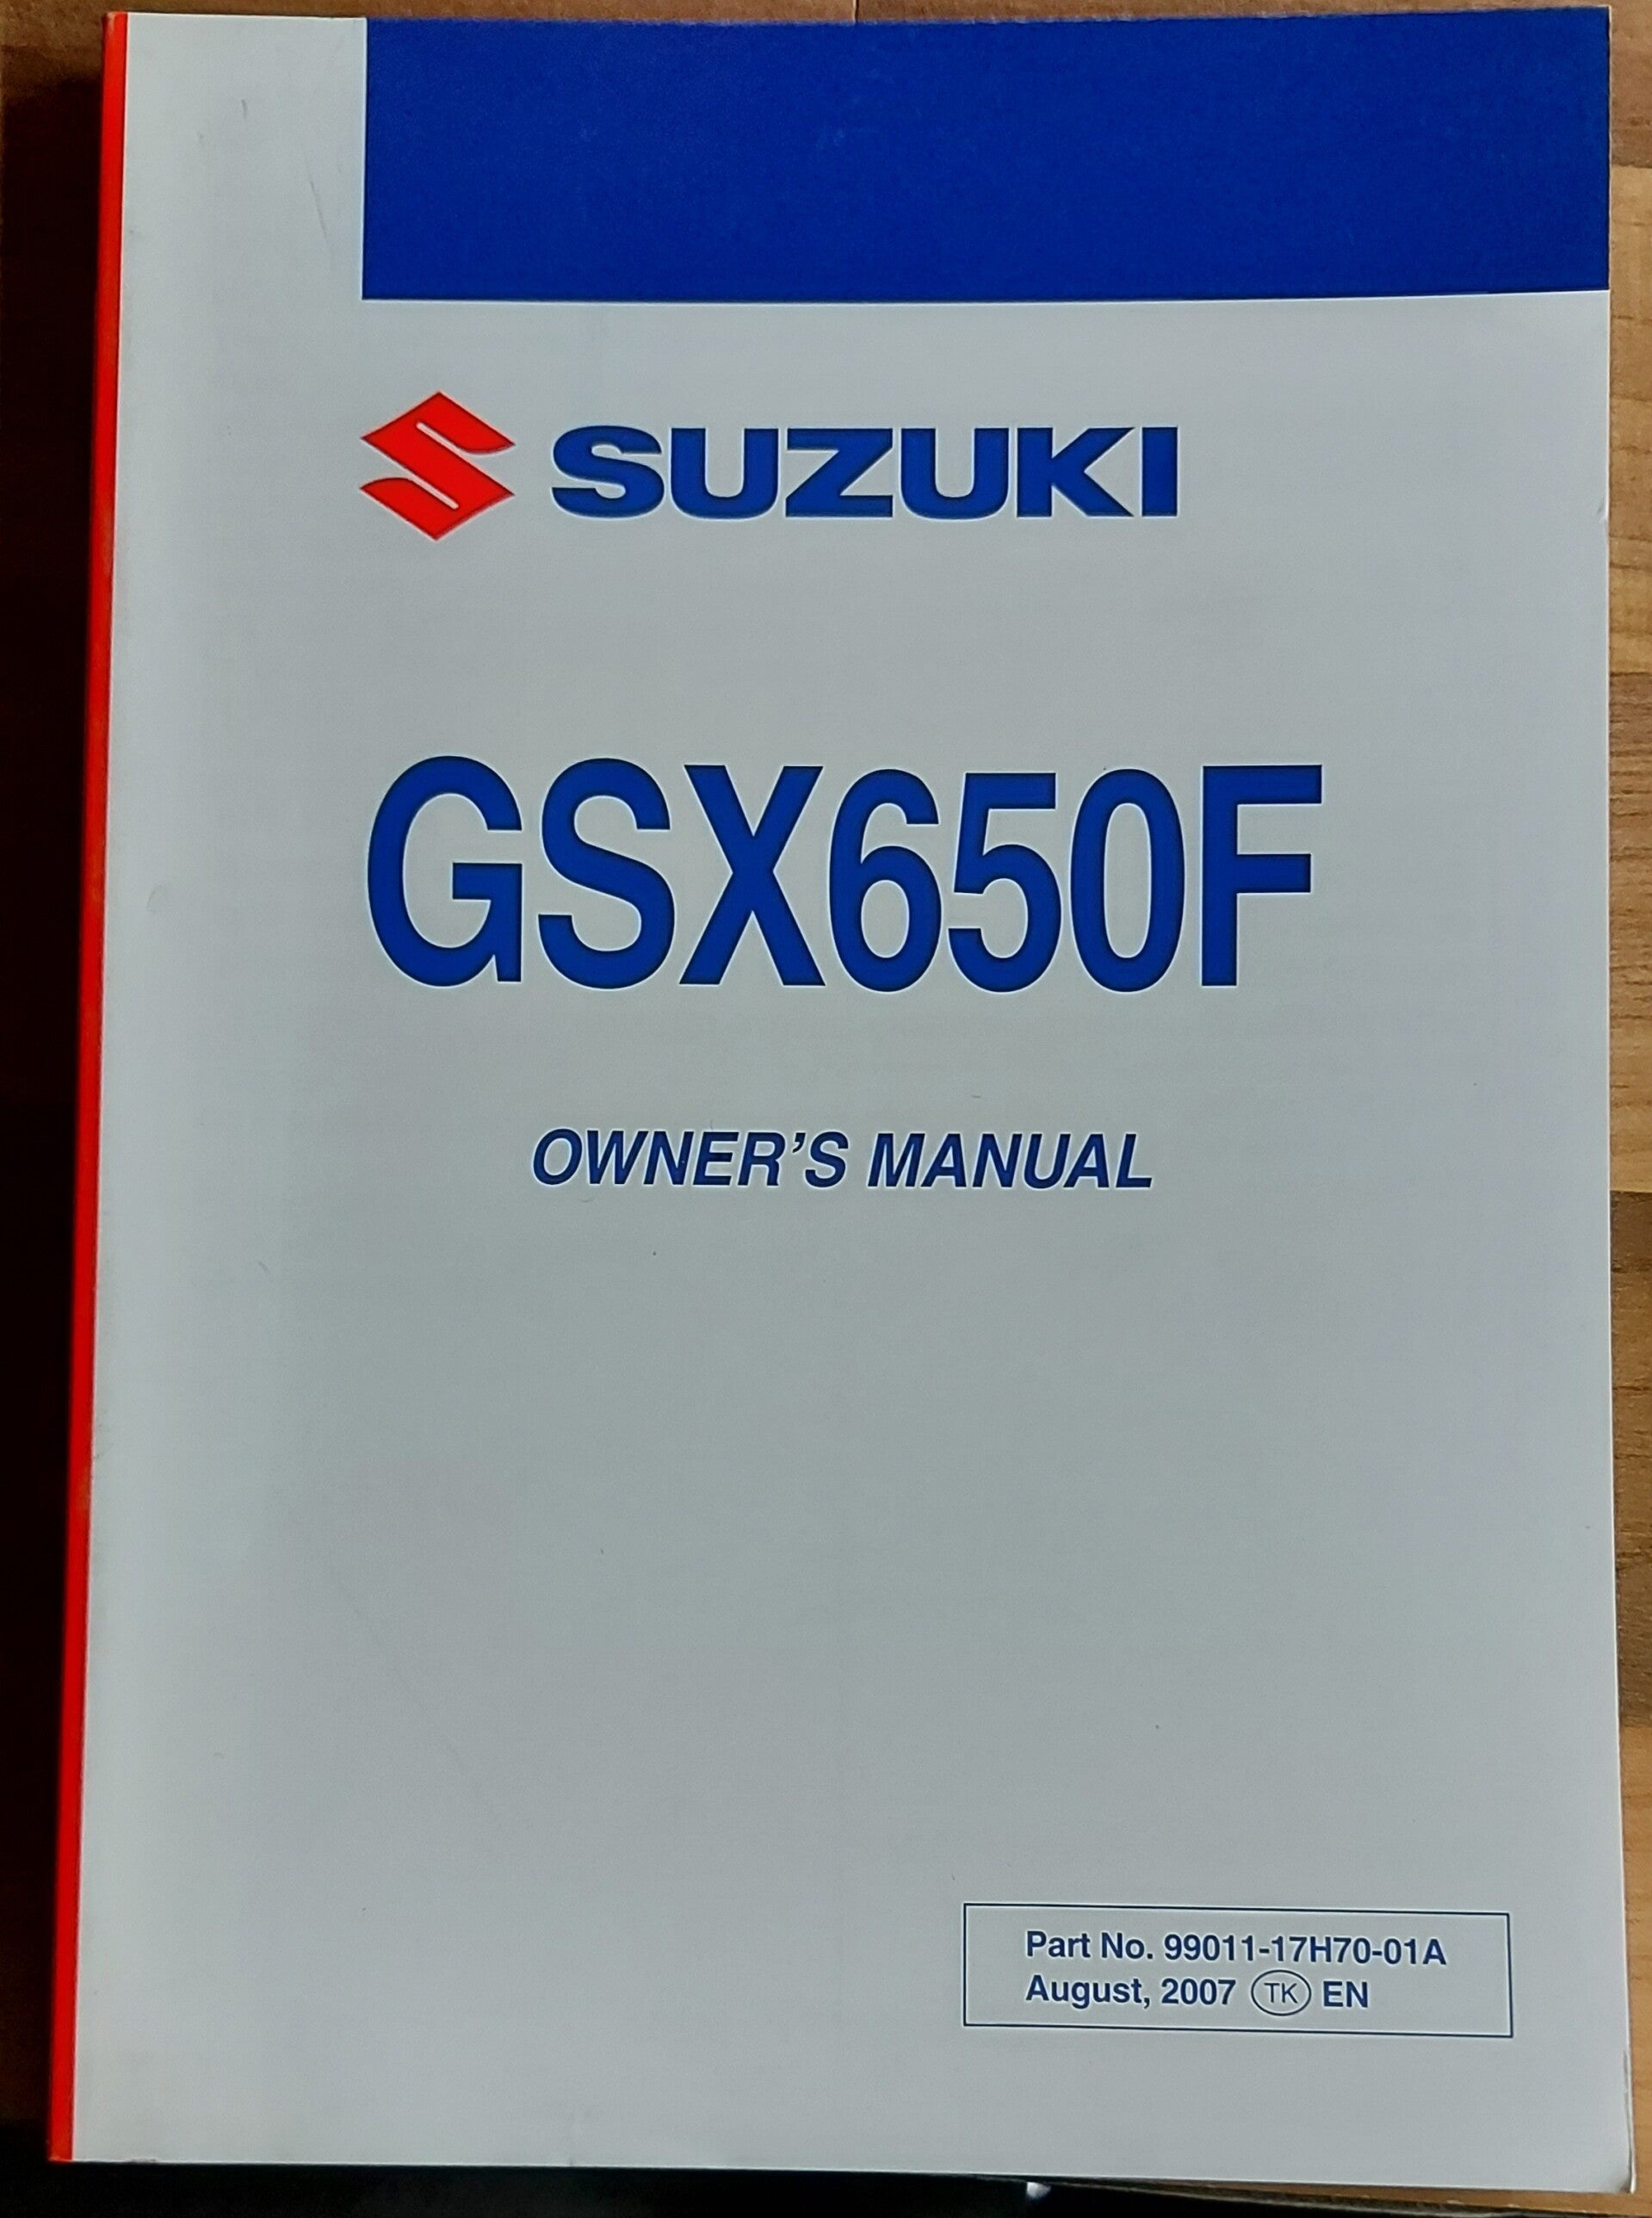 SUZUKI
GSX650F
OWNER’S MANUAL
Part No. 99011-17H70-01A
August, 2007 TK EN